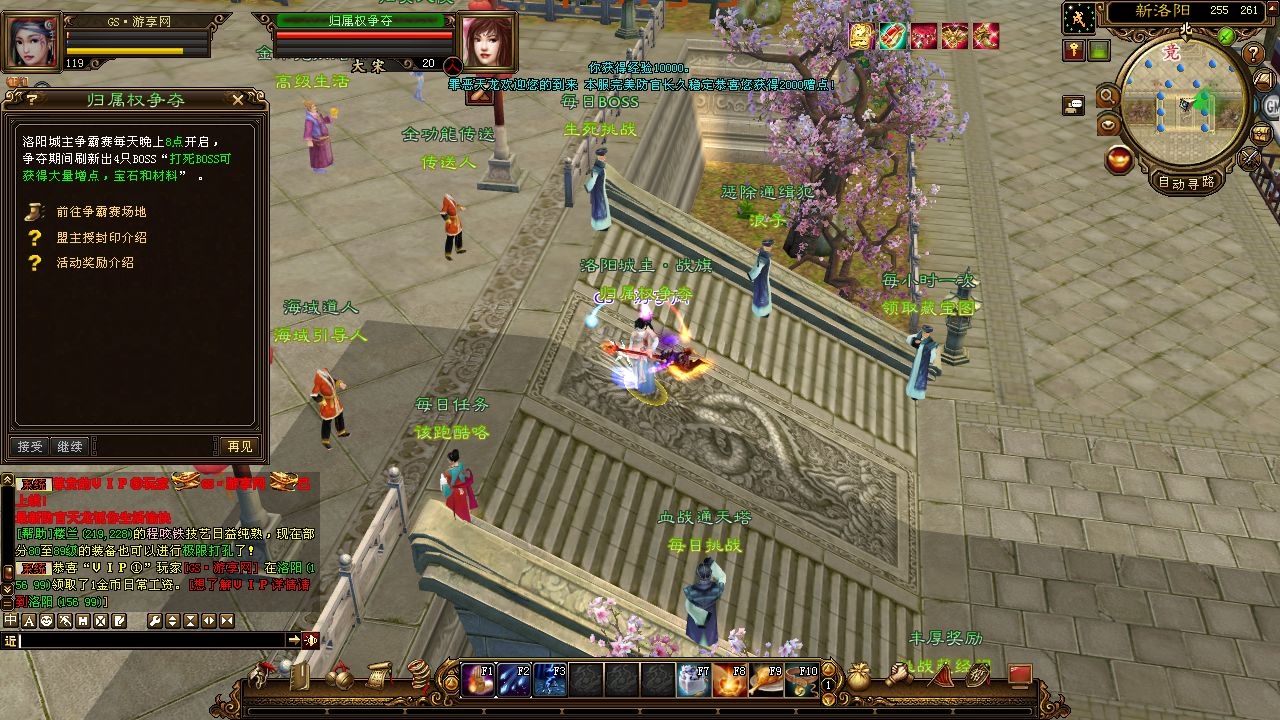 GS·游享网
119
归属权争夺
大宋
20
新洛阳 255 261
北
竞
自动寻路
你获得经验10000。
罪恶天龙欢迎您的到来 本服完美防官长久稳定恭喜您获得2000赠点！
高级生活
每日BOSS
生死挑战
全功能传送
传送人
惩除通缉犯
浪子
洛阳城主·战旗
归属权争夺
每小时一次
领取藏宝图
海域道人
海域引导人
每日任务
该跑酷咯
血战通天塔
每日挑战
丰厚奖励
归属权争夺
洛阳城主争霸赛每天晚上8点开启，
争夺期间刷新出4只BOSS“打死BOSS可
获得大量增点，宝石和材料” 。
前往争霸赛场地
盟主授封印介绍
活动奖励介绍
接受 继续 再见
上线!
[帮助]楼兰(219,228)的程咬铁技艺日益纯熟，现在部
分80至89级的装备也可以进行极限打孔了！
系统 恭喜“ＶＩＰ①”玩家[GS·游享网] 在洛阳(1
56 99)领取了1金币日常工资。[想了解ＶＩＰ详情请
到洛阳(156 99)]
近
F1 F2 F3 F7 F8 F9 F10
1